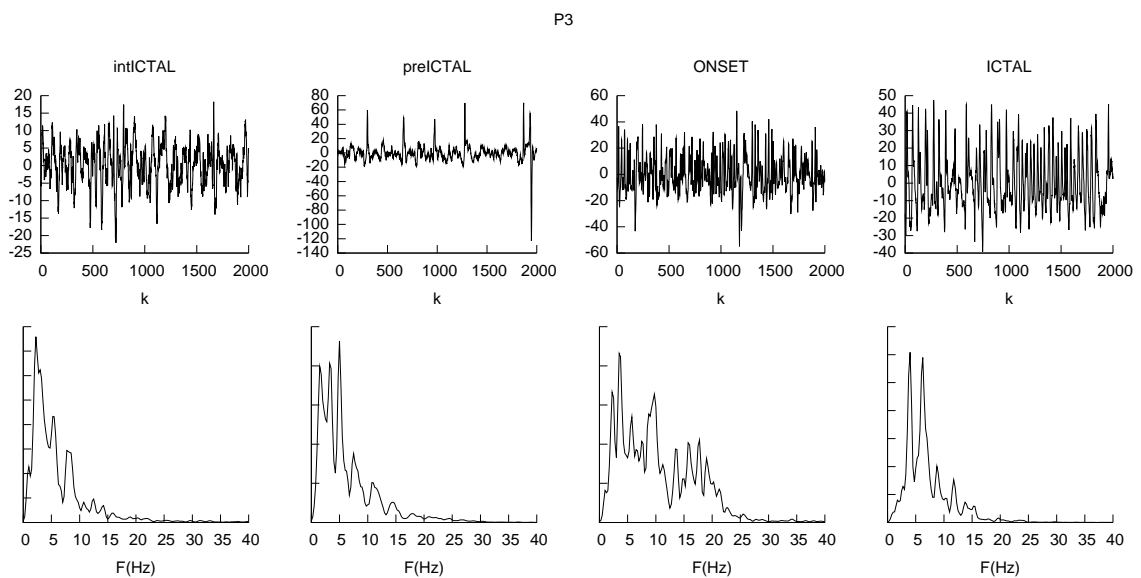 P3
intICTAL preICTAL ONSET ICTAL
20 80 60 50
15 60 40 40
10 40 20 30
5 20 0 20
0 0 -20 10
-5 -20 -40 0
-10 -40 -60 -10
-15 -60 -20
-20 -80 -30
-25 -100 -40
-120
-140
0 500 1000 1500 2000 0 500 1000 1500 2000 0 500 1000 1500 2000 0 500 1000 1500 2000
k k k k
0 5 10 15 20 25 30 35 40 0 5 10 15 20 25 30 35 40 0 5 10 15 20 25 30 35 40 0 5 10 15 20 25 30 35 40
F(Hz) F(Hz) F(Hz) F(Hz)